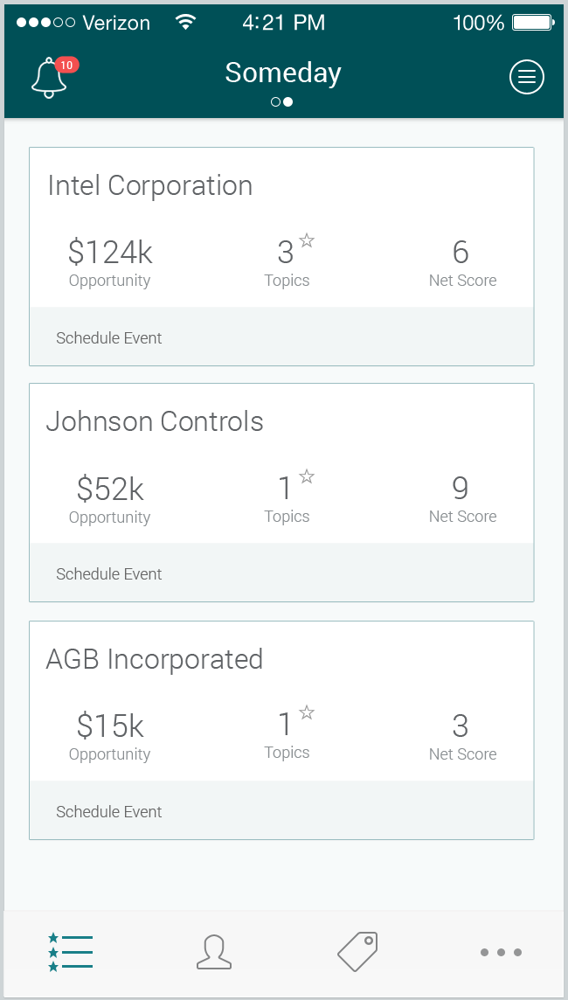 Verizon 4:21 PM 100%
10
Someday
Intel Corporation
$124k 3 6
Opportunity Topics Net Score
Schedule Event
Johnson Controls
$52k 1 9
Opportunity Topics Net Score
Schedule Event
AGB Incorporated
$15k 1 3
Opportunity Topics Net Score
Schedule Event